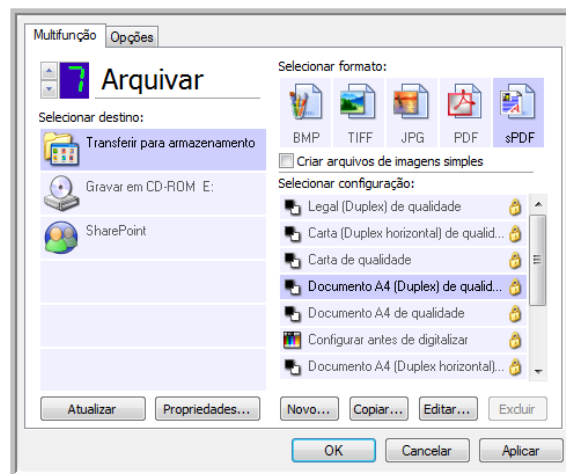 Multifunção
Opções
7
Arquivar
Selecionar destino:
Transferir para armazenamento
Gravar em CD-ROM E:
SharePoint
Atualizar
Propriedades...
Selecionar formato:
BMP TIFF JPG PDF sPDF
Criar arquivos de imagens simples
Selecionar configuração:
Legal (Duplex) de qualidade
Carta (Duplex horizontal) de qualid...
Carta de qualidade
Documento A4 (Duplex) de qualid...
Documento A4 de qualidade
Configurar antes de digitalizar
Documento A4 (Duplex horizontal)...
Novo... Copiar... Editar... Excluir
OK Cancelar Aplicar